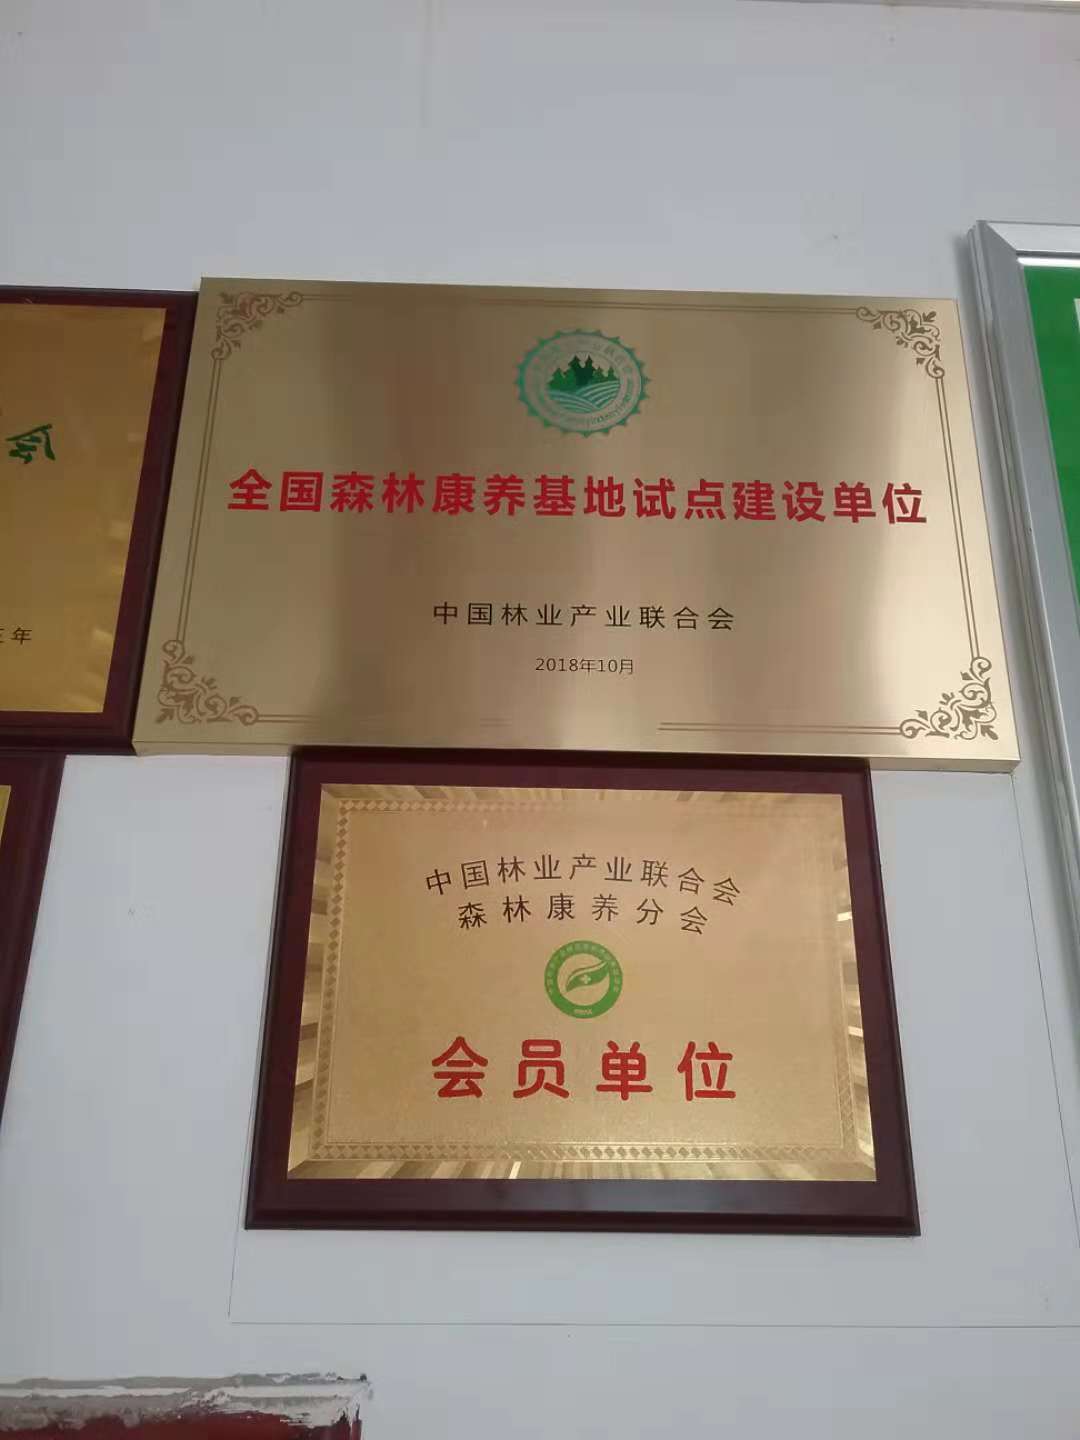 会
年
全国森林康养基地试点建设单位
中国林业产业联合会
2018年10月
中国林业产业联合会
森林康养分会
会员单位